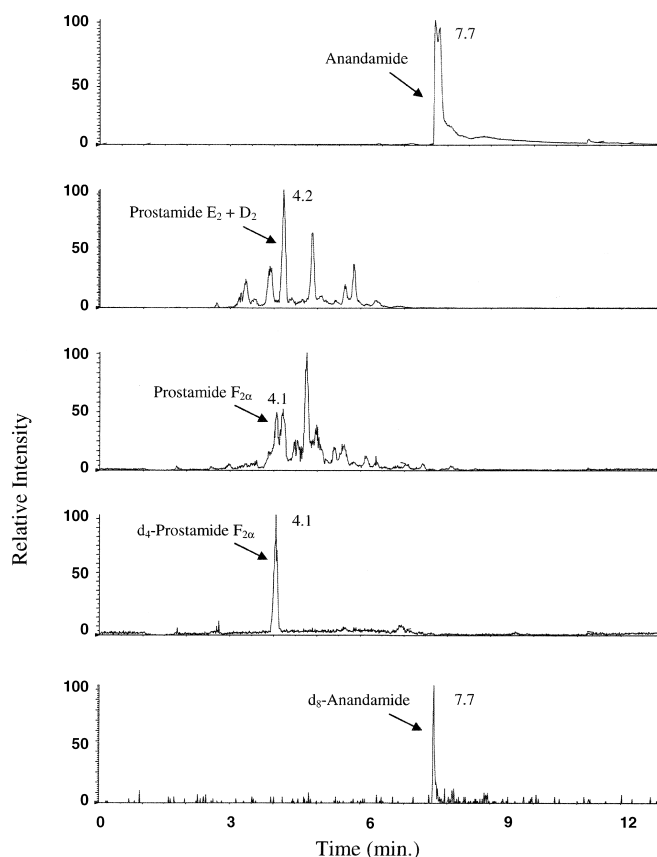 100
7.7
Anandamide
50
0
100
4.2
Prostamide E₂ + D₂
50
0
100
Prostamide F₂α
4.1
50
0
100
4.1
d₄-Prostamide F₂α
50
0
100
d₈-Anandamide
7.7
50
0
0 3 6 9 12
Time (min.)
Relative Intensity